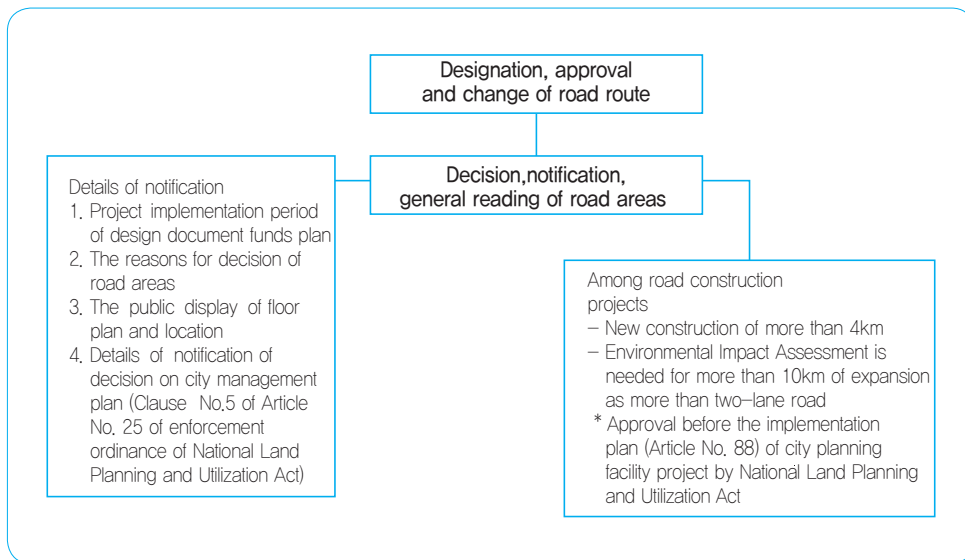 Designation, approval
and change of road route
Decision,notification,
general reading of road areas
Details of notification
1. Project implementation period
of design document funds plan
2. The reasons for decision of
road areas
3. The public display of floor
plan and location
4. Details of notification of
decision on city management
plan (Clause No.5 of Article
No. 25 of enforcement
ordinance of National Land
Planning and Utilization Act)
Among road construction
projects
– New construction of more than 4km
– Environmental Impact Assessment is
needed for more than 10km of expansion
as more than two–lane road
* Approval before the implementation
plan (Article No. 88) of city planning
facility project by National Land Planning
and Utilization Act